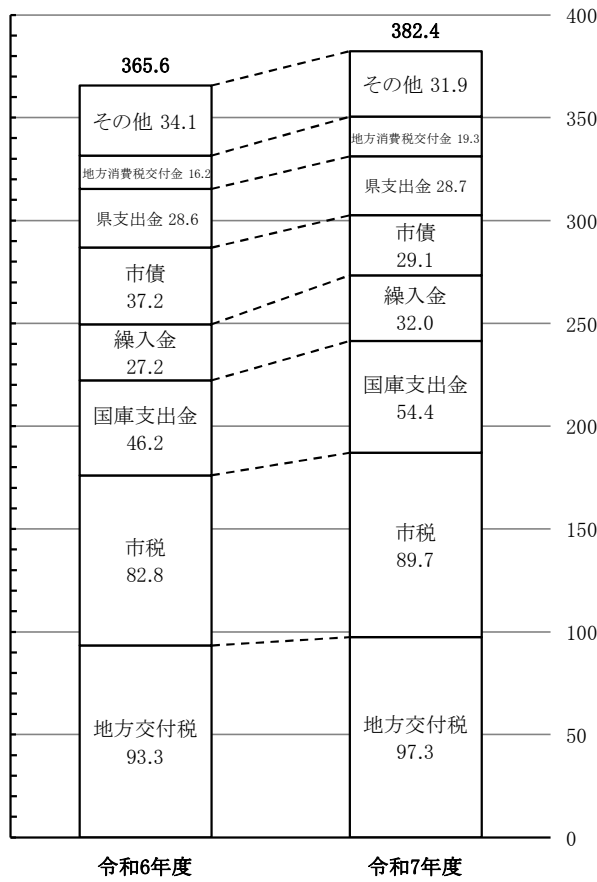 365.6
その他 34.1
地方消費税交付金 16.2
県支出金 28.6
市債
37.2
繰入金
27.2
国庫支出金
46.2
市税
82.8
地方交付税
93.3
令和6年度
382.4
その他 31.9
地方消費税交付金 19.3
県支出金 28.7
市債
29.1
繰入金
32.0
国庫支出金
54.4
市税
89.7
地方交付税
97.3
令和7年度
400
350
300
250
200
150
100
50
0